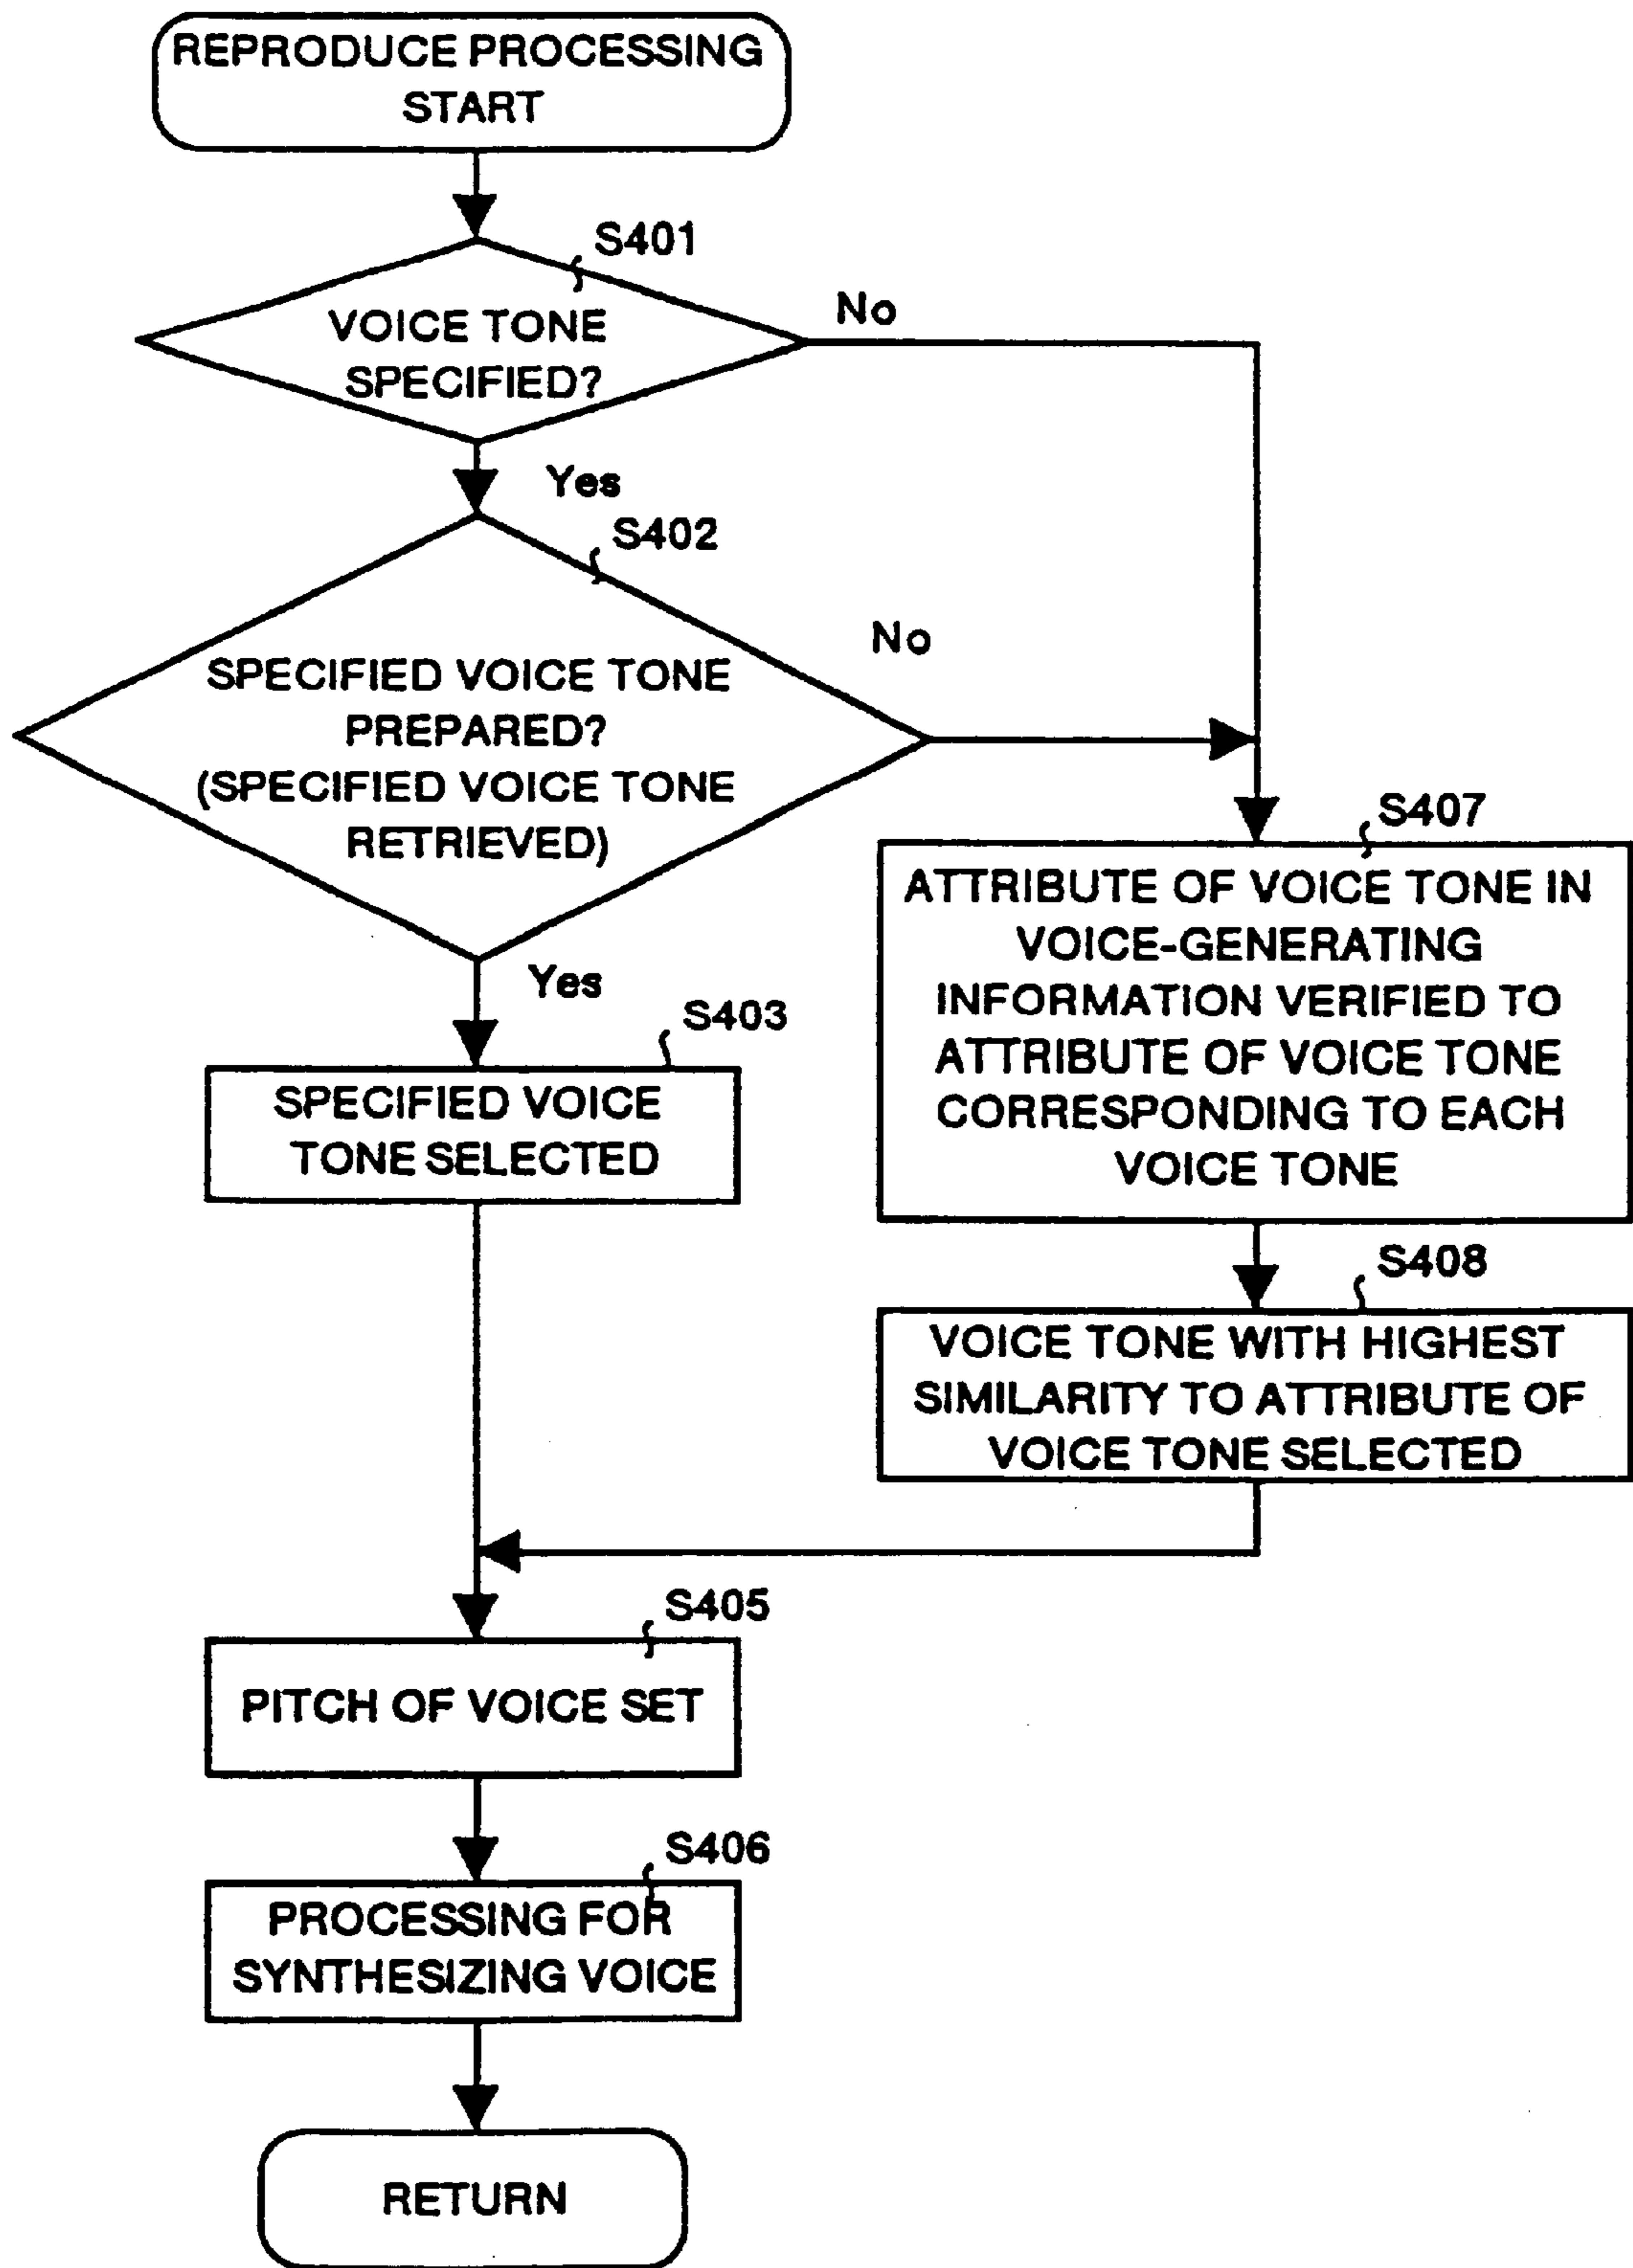 REPRODUCE PROCESSING
START
S401
VOICE TONE
SPECIFIED?
No
Yes
S402
SPECIFIED VOICE TONE
PREPARED?
(SPECIFIED VOICE TONE
RETRIEVED)
No
Yes
S403
SPECIFIED VOICE
TONE SELECTED
S407
ATTRIBUTE OF VOICE TONE IN
VOICE-GENERATING
INFORMATION VERIFIED TO
ATTRIBUTE OF VOICE TONE
CORRESPONDING TO EACH
VOICE TONE
S408
VOICE TONE WITH HIGHEST
SIMILARITY TO ATTRIBUTE OF
VOICE TONE SELECTED
S405
PITCH OF VOICE SET
S406
PROCESSING FOR
SYNTHESIZING VOICE
RETURN